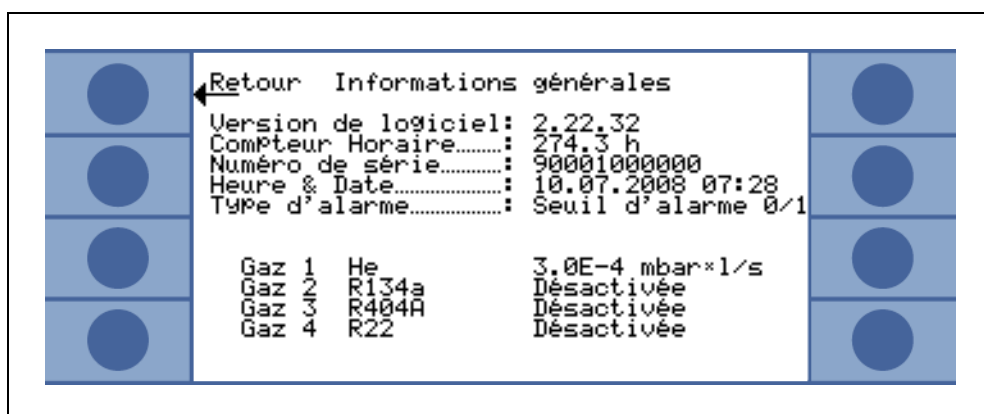 Retour Informations générales
Version de logiciel: 2.22.32
Compteur Horaire........: 274.3 h
Numéro de série...........: 90001000000
Heure & Date..................: 10.07.2008 07:28
Type d'alarme.................: Seuil d'alarme 0/1
Gaz 1 He 3.0E-4 mbar×l/s
Gaz 2 R134a Désactivée
Gaz 3 R404A Désactivée
Gaz 4 R22 Désactivée